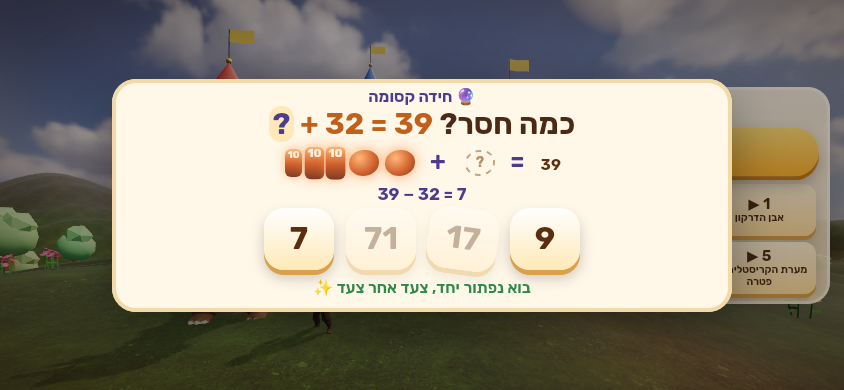 🔮 חידה קסומה
כמה חסר? 39 = 32 + ?
10 10 10 + ? = 39
39 − 32 = 7
7 71 17 9
בוא נפתור יחד, צעד אחר צעד ✨
▶ 1
אבן הדרקון
▶ 5
מערת הקריסטלי
פטרה